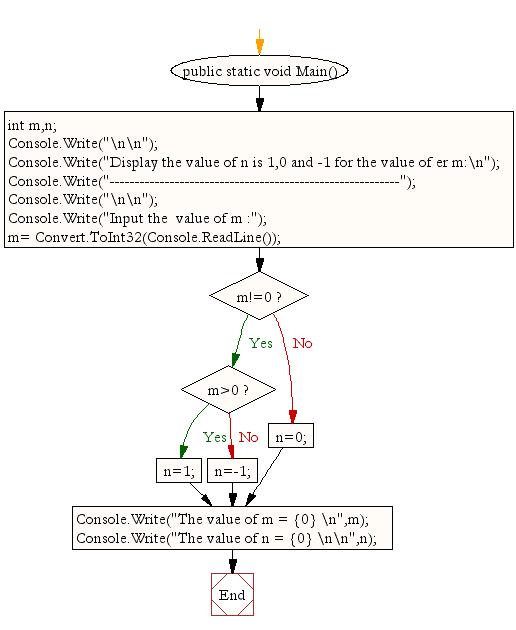 public static void Main()
int m,n;
Console.Write("\n\n");
Console.Write("Display the value of n is 1,0 and -1 for the value of er m:\n");
Console.Write("----------------------------------------------------------");
Console.Write("\n\n");
Console.Write("Input the  value of m :");
m= Convert.ToInt32(Console.ReadLine());
m!=0 ?
Yes
No
m>0 ?
n=0;
Yes
No
n=1;
n=-1;
Console.Write("The value of m = {0} \n",m);
Console.Write("The value of n = {0} \n\n",n);
End